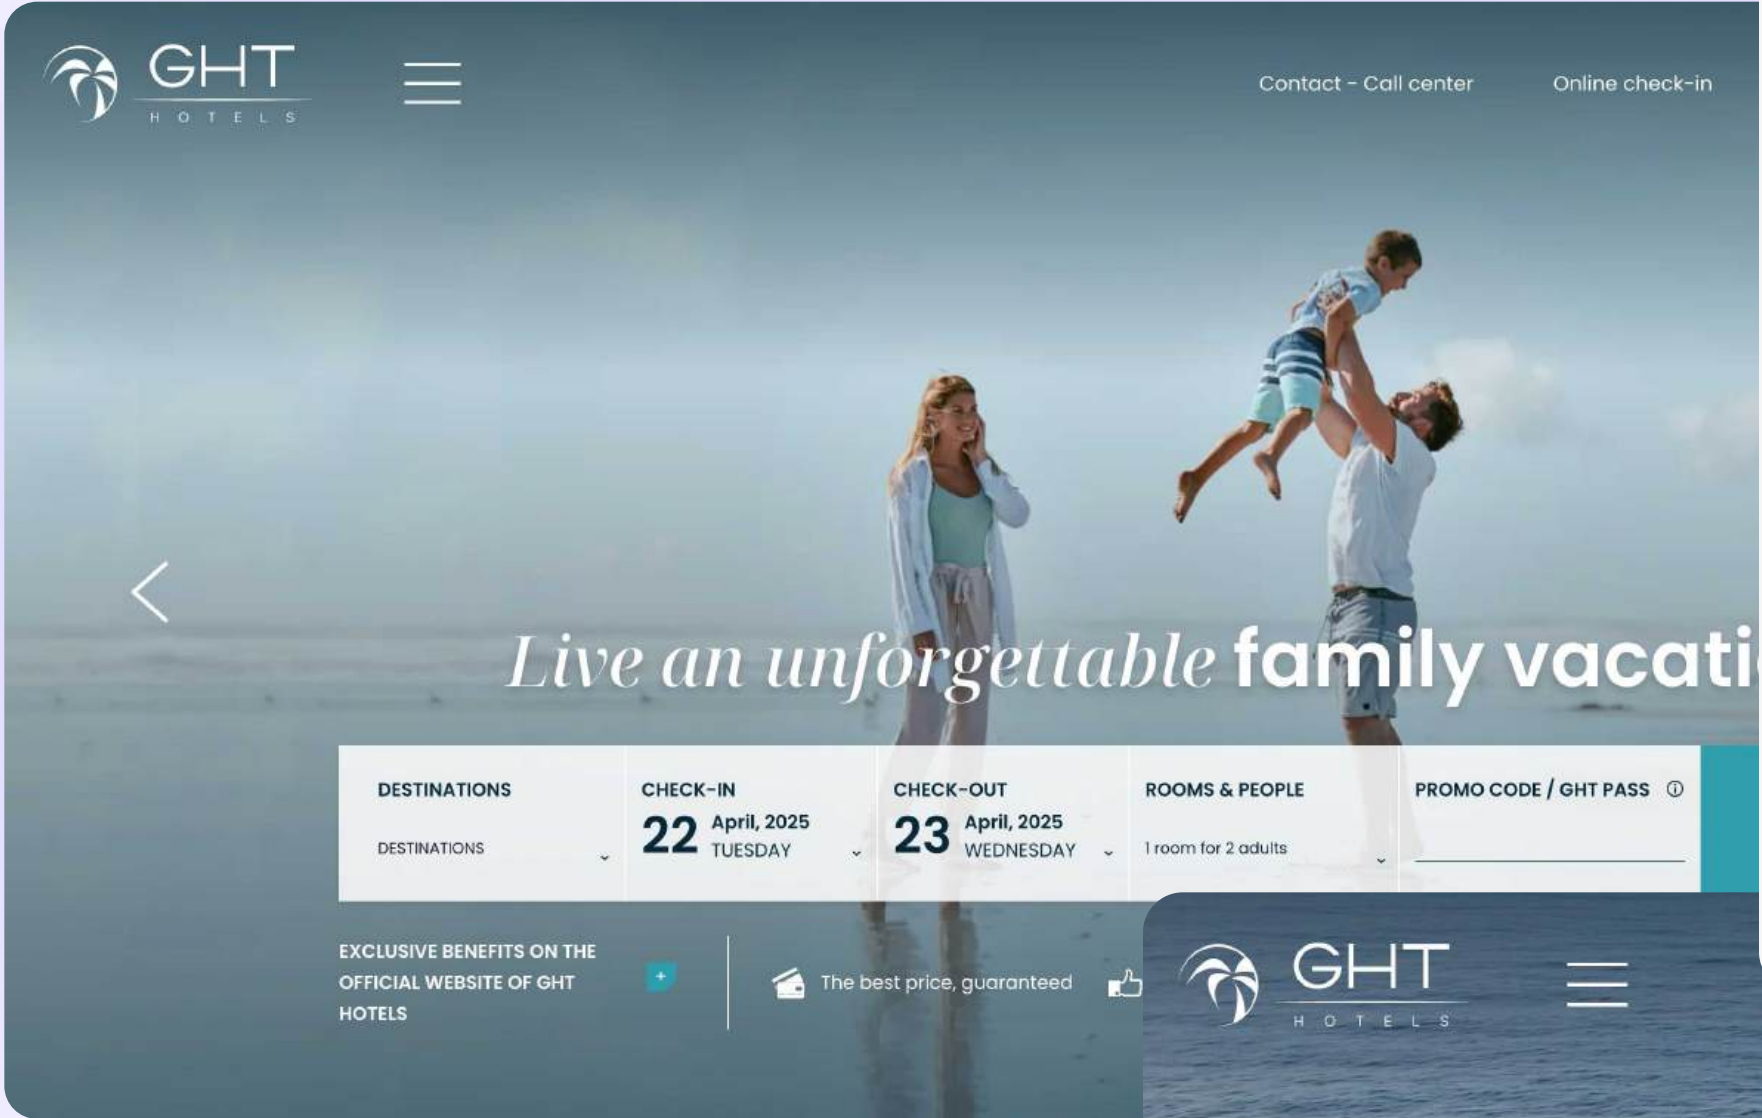 GHT
HOTELS
Contact - Call center
Online check-in
Live an unforgettable family vacati
DESTINATIONS
DESTINATIONS
CHECK-IN
22 April, 2025
TUESDAY
CHECK-OUT
23 April, 2025
WEDNESDAY
ROOMS & PEOPLE
1 room for 2 adults
PROMO CODE / GHT PASS
EXCLUSIVE BENEFITS ON THE
OFFICIAL WEBSITE OF GHT
HOTELS
The best price, guaranteed
GHT
HOTELS